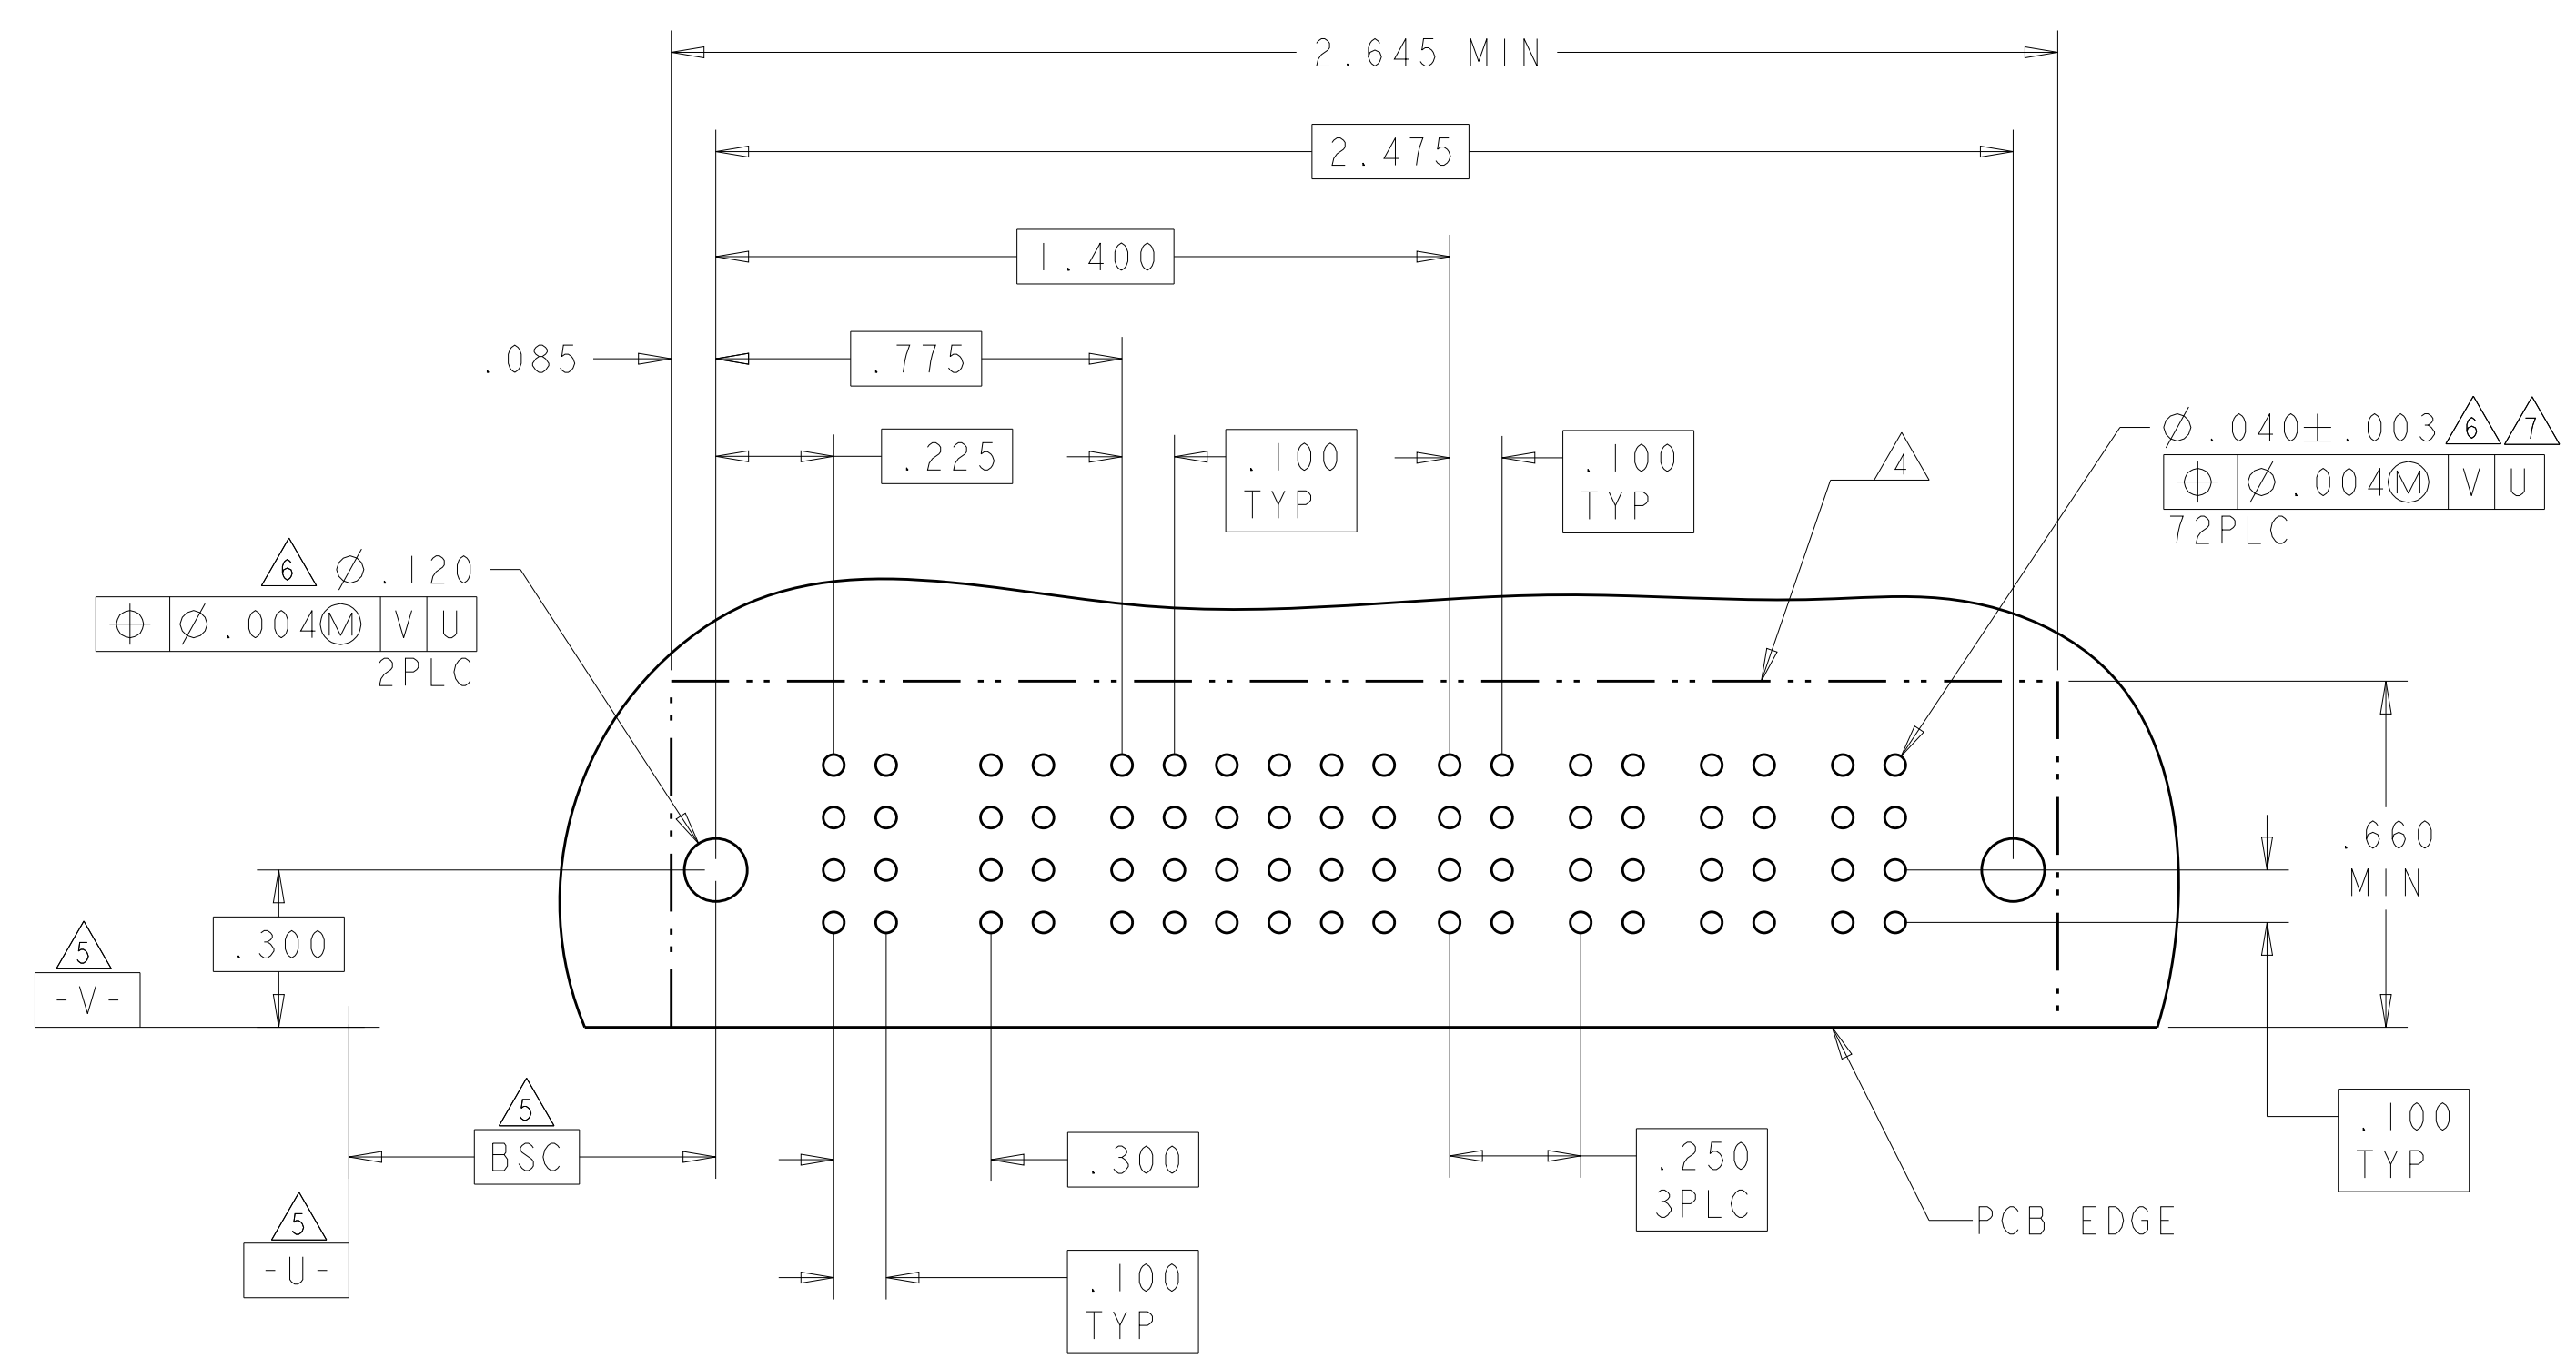 2.645 MIN
2.475
1.400
.085
.775
.225
.100
TYP
.100
TYP
4
⌀.040±.003 6 7
⌖ ⌀.004Ⓜ V U
72PLC
6 ⌀.120
⌖ ⌀.004Ⓜ V U
2PLC
.660
MIN
.300
5
-V-
5
BSC
5
-U-
.300
.100
TYP
.250
3PLC
.100
TYP
PCB EDGE